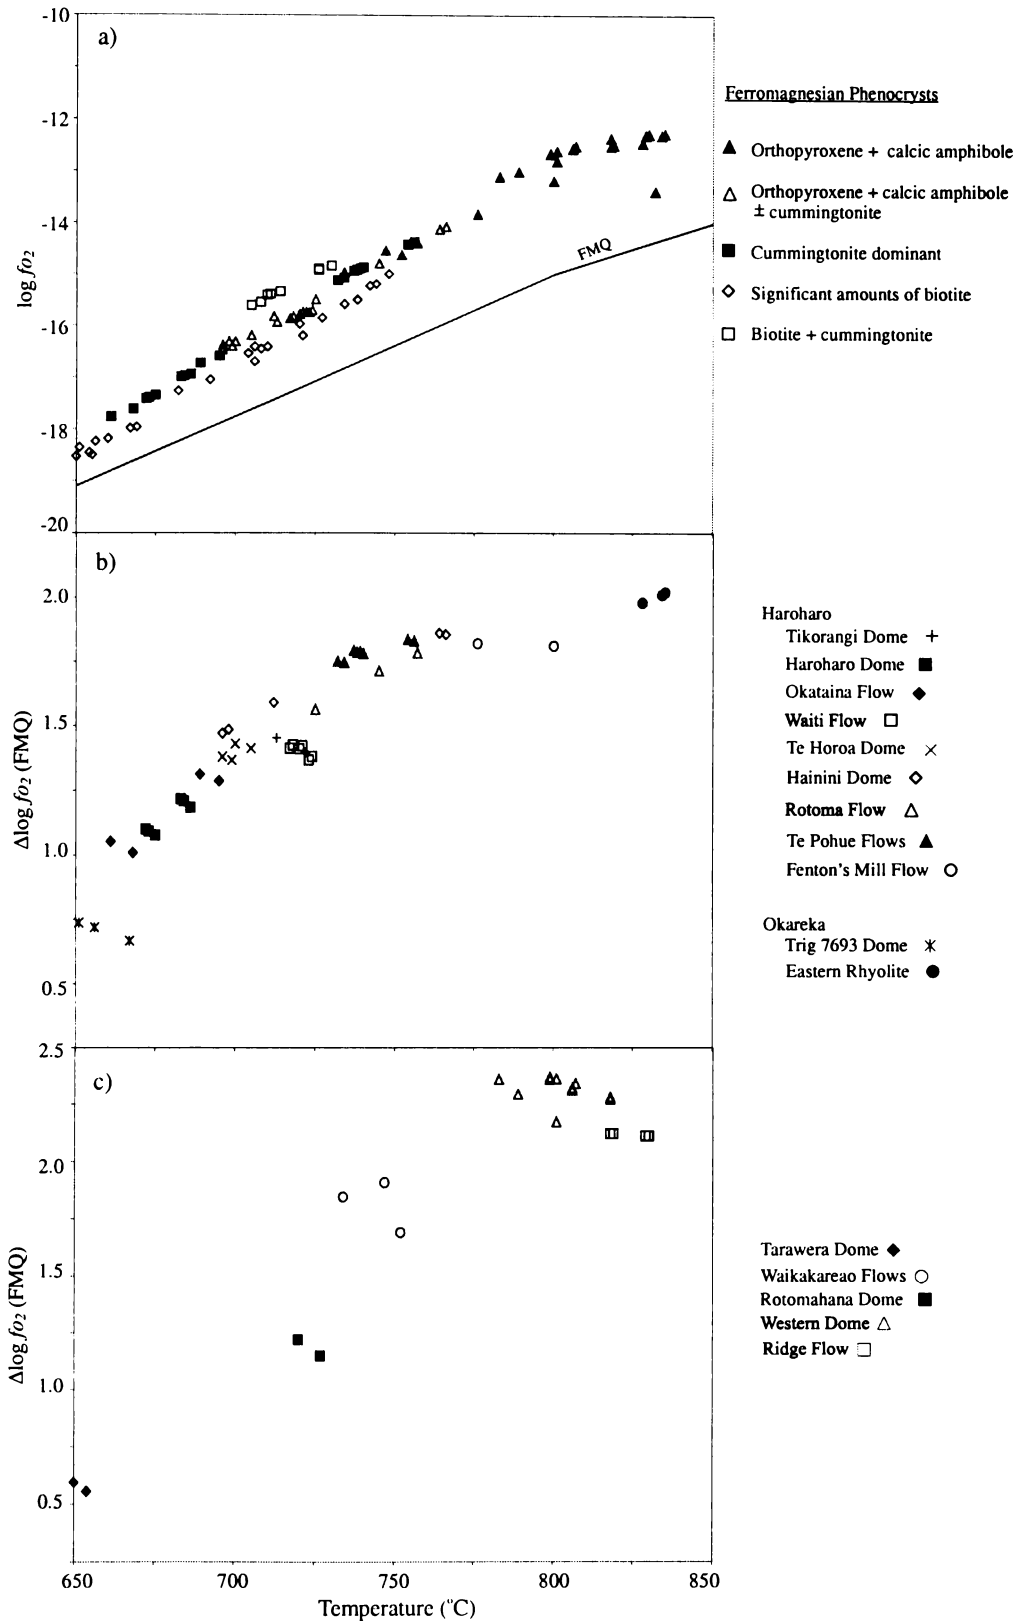 a)
-10
-12
-14
-16
-18
-20
log fo2
FMQ
Ferromagnesian Phenocrysts
Orthopyroxene + calcic amphibole
Orthopyroxene + calcic amphibole
± cummingtonite
Cummingtonite dominant
Significant amounts of biotite
Biotite + cummingtonite
b)
2.0
1.5
1.0
0.5
Δlog fo2 (FMQ)
Haroharo
Tikorangi Dome
Haroharo Dome
Okataina Flow
Waiti Flow
Te Horoa Dome
Hainini Dome
Rotoma Flow
Te Pohue Flows
Fenton's Mill Flow
Okareka
Trig 7693 Dome
Eastern Rhyolite
c)
2.5
2.0
1.5
1.0
0.5
Δlog fo2 (FMQ)
Tarawera Dome
Waikakareao Flows
Rotomahana Dome
Western Dome
Ridge Flow
650 700 750 800 850
Temperature (°C)